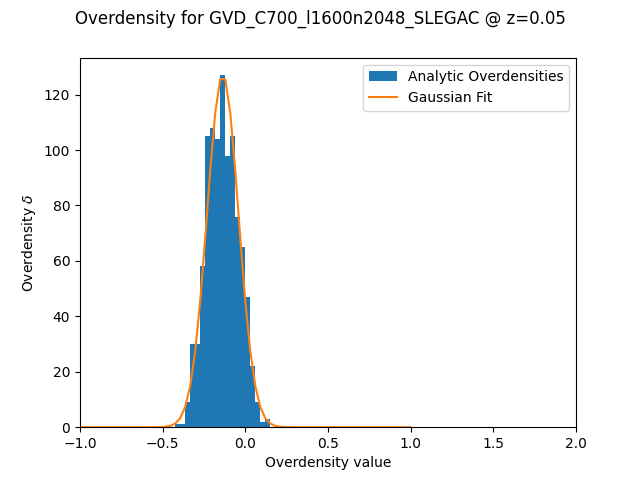 Overdensity for GVD_C700_l1600n2048_SLEGAC @ z=0.05
Analytic Overdensities
Gaussian Fit
Overdensity δ
120
100
80
60
40
20
0
−1.0 −0.5 0.0 0.5 1.0 1.5 2.0
Overdensity value